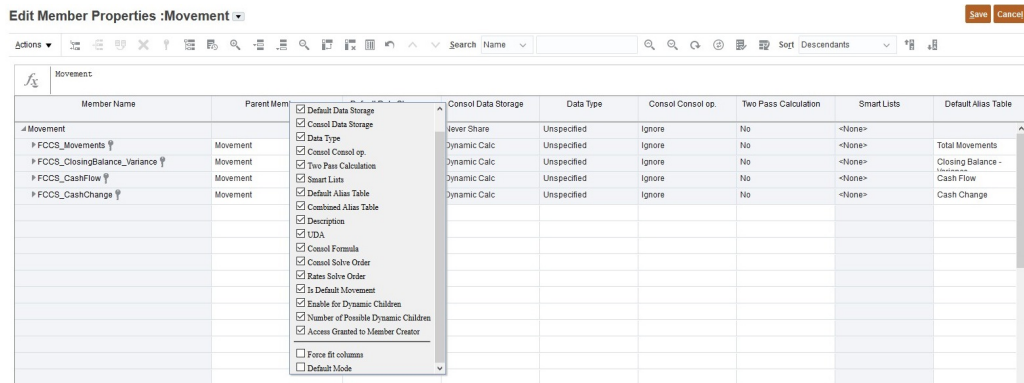 Edit Member Properties :Movement
Save Cancel
Actions Search Name Sort Descendants
fx Movement
Member Name Parent Mem Consol Data Storage Data Type Consol Consol op. Two Pass Calculation Smart Lists Default Alias Table
Movement Never Share Unspecified Ignore No <None>
FCCS_Movements Movement Dynamic Calc Unspecified Ignore No <None> Total Movements
FCCS_ClosingBalance_Variance Movement Dynamic Calc Unspecified Ignore No <None> Closing Balance -
Variance
FCCS_CashFlow Movement Dynamic Calc Unspecified Ignore No <None> Cash Flow
FCCS_CashChange Movement Dynamic Calc Unspecified Ignore No <None> Cash Change
Default Data Storage
Consol Data Storage
Data Type
Consol Consol op.
Two Pass Calculation
Smart Lists
Default Alias Table
Combined Alias Table
Description
UDA
Consol Formula
Consol Solve Order
Rates Solve Order
Is Default Movement
Enable for Dynamic Children
Number of Possible Dynamic Children
Access Granted to Member Creator
Force fit columns
Default Mode